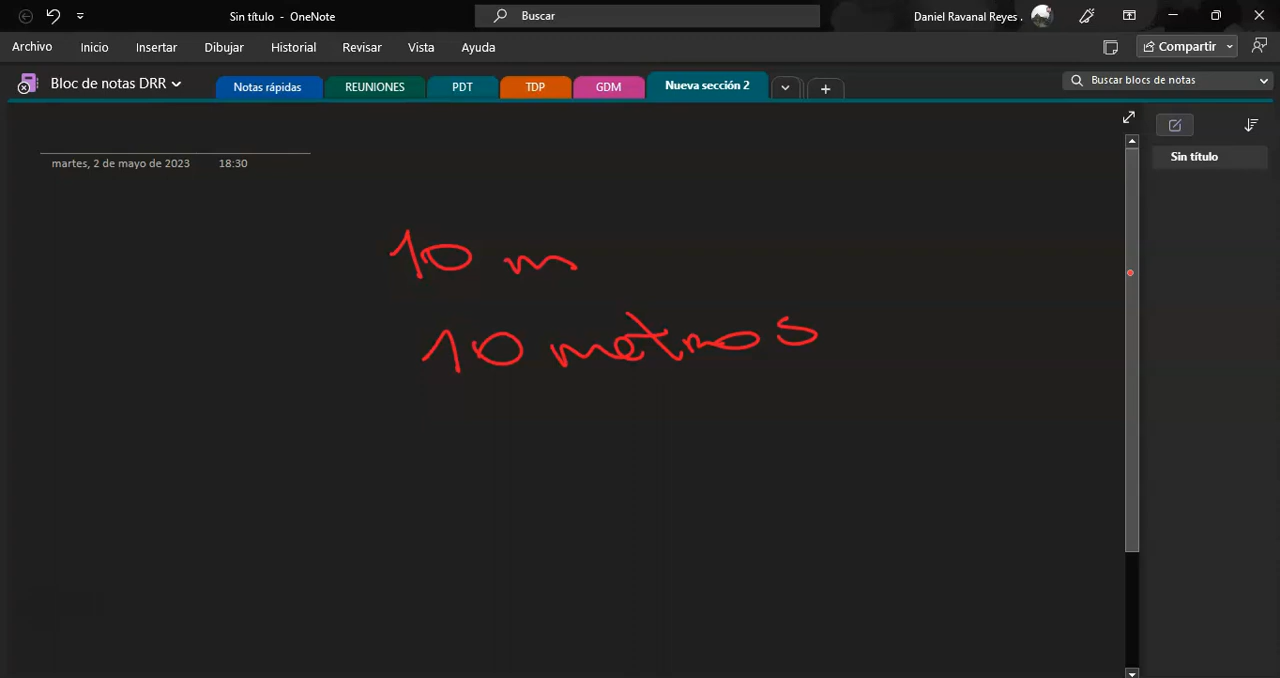 Sin título - OneNote
Buscar
Daniel Ravanal Reyes .
Archivo
Inicio
Insertar
Dibujar
Historial
Revisar
Vista
Ayuda
Compartir
Bloc de notas DRR
Notas rápidas
REUNIONES
PDT
TDP
GDM
Nueva sección 2
Buscar blocs de notas
martes, 2 de mayo de 2023
18:30
Sin título
10 m
10 metros